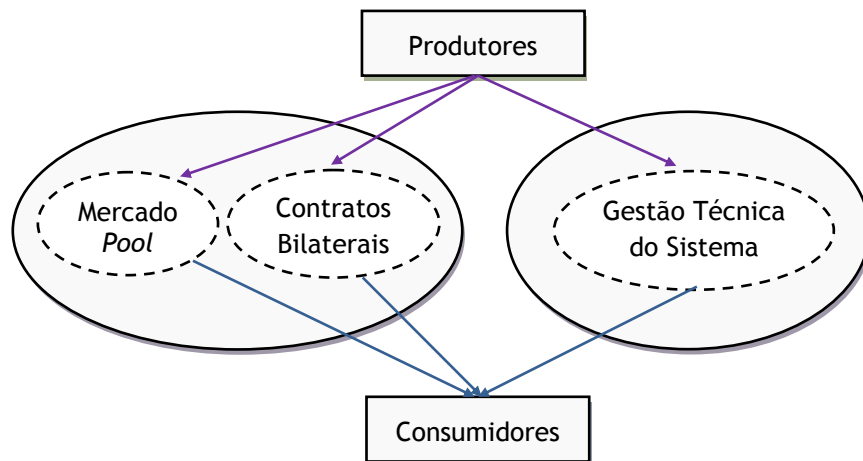 Produtores
Mercado
Pool
Contratos
Bilaterais
Gestão Técnica
do Sistema
Consumidores